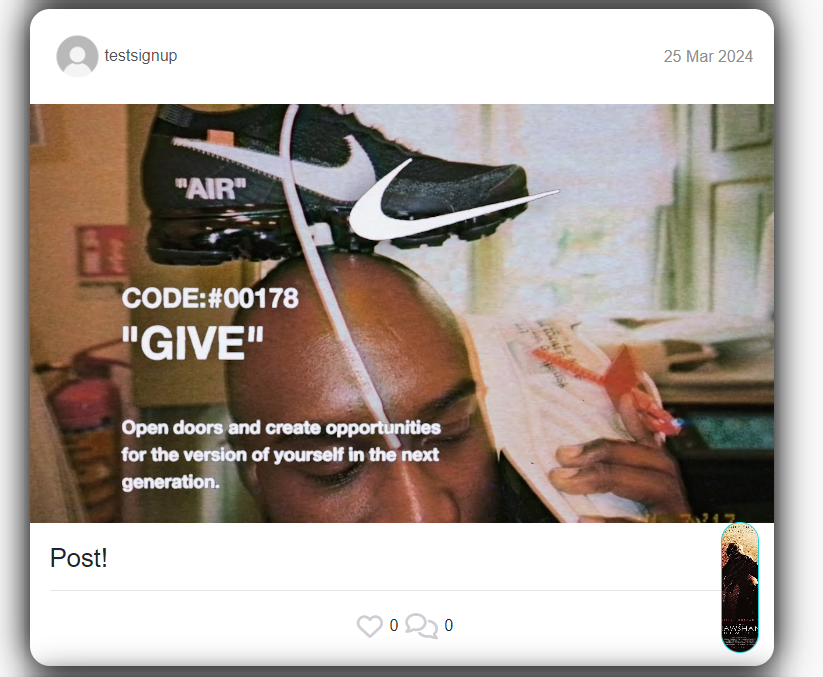 testsignup
25 Mar 2024
"AIR"
CODE:#00178
"GIVE"
Open doors and create opportunities
for the version of yourself in the next
generation.
Post!
0 0